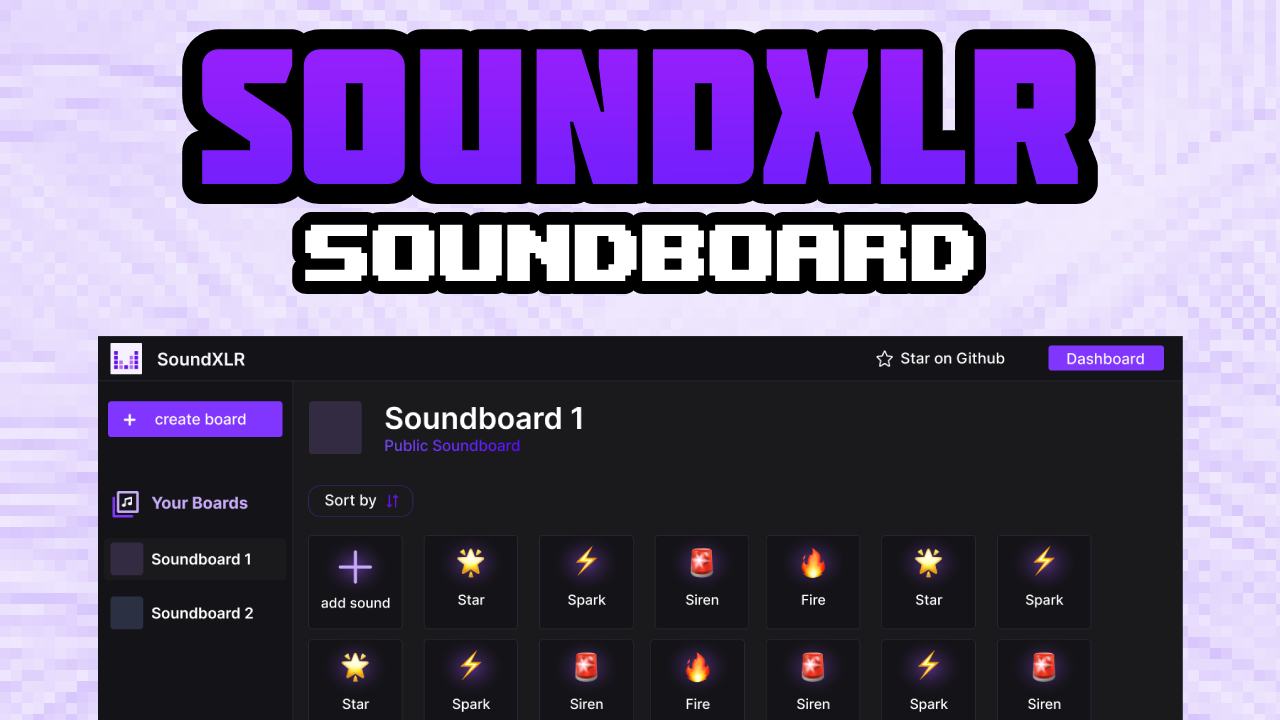 SOUNDXLR
SOUNDBOARD
SoundXLR
Star on Github
Dashboard
create board
Soundboard 1
Public Soundboard
Your Boards
Sort by
Soundboard 1
Soundboard 2
add sound
Star
Spark
Siren
Fire
Star
Spark
Star
Spark
Siren
Fire
Siren
Spark
Siren